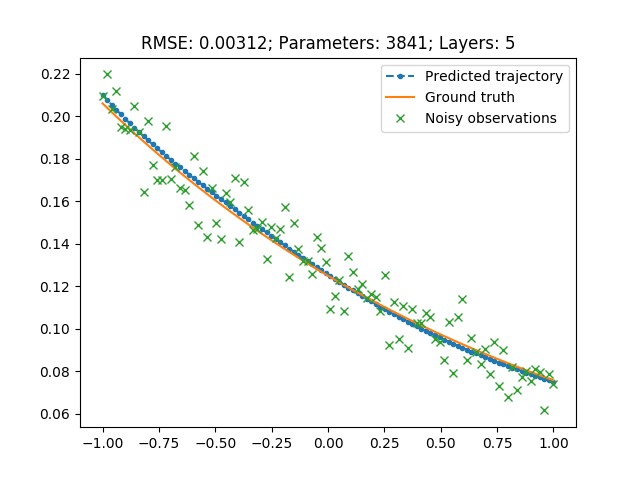 RMSE: 0.00312; Parameters: 3841; Layers: 5
Predicted trajectory
Ground truth
Noisy observations
0.22
0.20
0.18
0.16
0.14
0.12
0.10
0.08
0.06
−1.00 −0.75 −0.50 −0.25 0.00 0.25 0.50 0.75 1.00